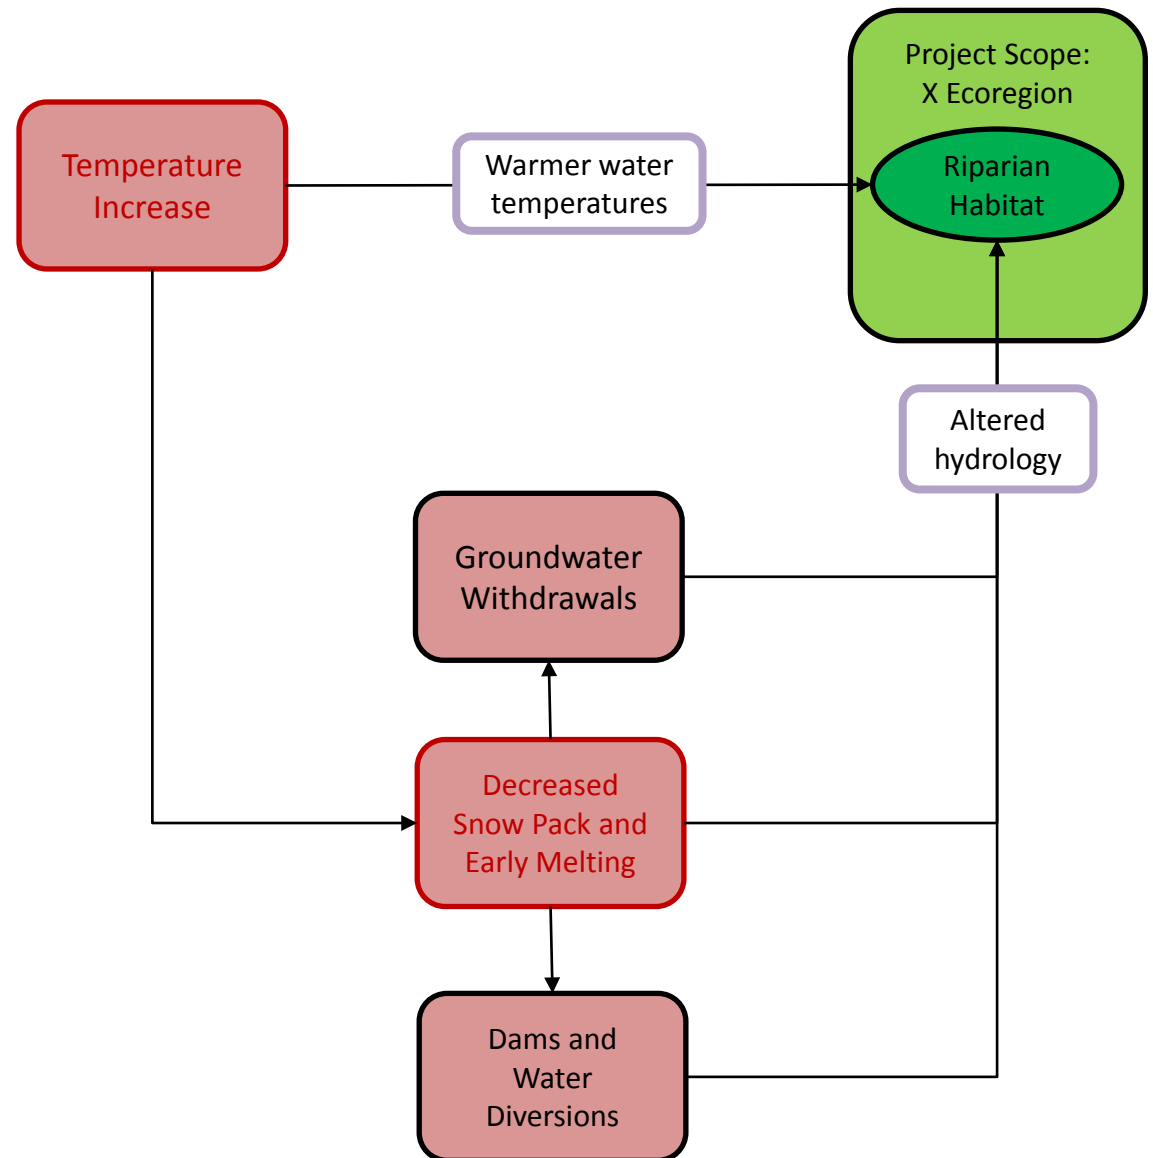 Project Scope:
X Ecoregion
Temperature
Increase
Warmer water
temperatures
Riparian
Habitat
Altered
hydrology
Groundwater
Withdrawals
Decreased
Snow Pack and
Early Melting
Dams and
Water
Diversions